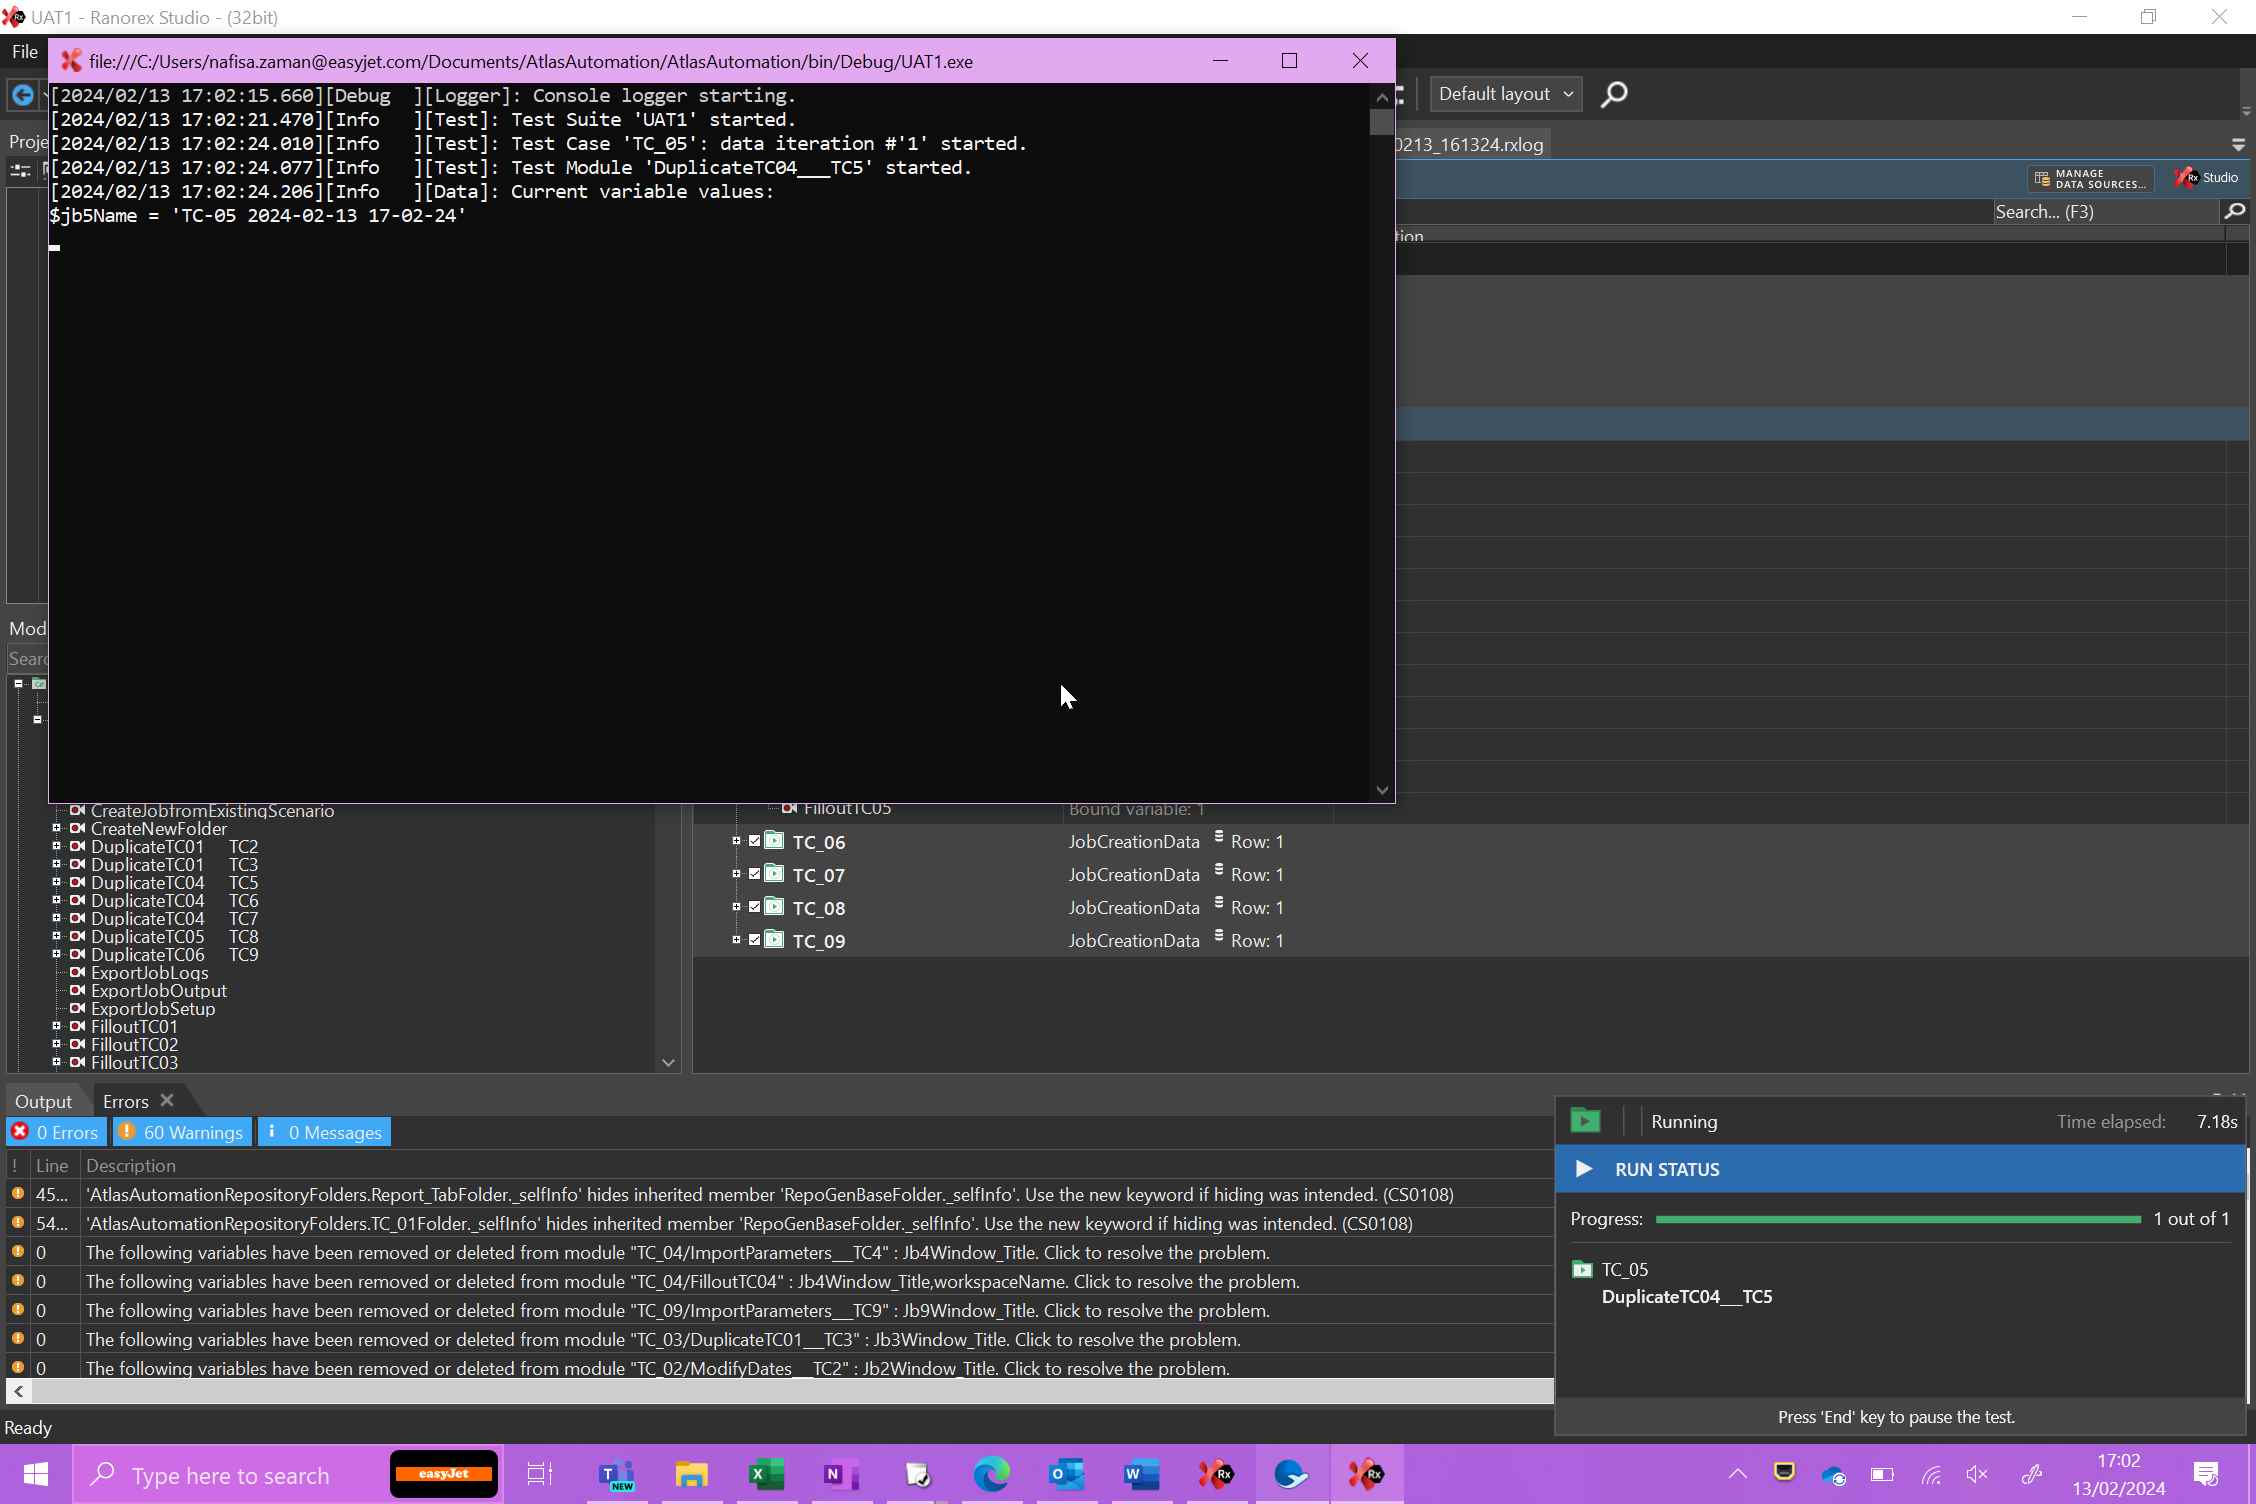 UAT1 - Ranorex Studio - (32bit)
File
file:///C:/Users/nafisa.zaman@easyjet.com/Documents/AtlasAutomation/AtlasAutomation/bin/Debug/UAT1.exe
[2024/02/13 17:02:15.660][Debug  ][Logger]: Console logger starting.
[2024/02/13 17:02:21.470][Info   ][Test]: Test Suite 'UAT1' started.
[2024/02/13 17:02:24.010][Info   ][Test]: Test Case 'TC_05': data iteration #'1' started.
[2024/02/13 17:02:24.077][Info   ][Test]: Test Module 'DuplicateTC04___TC5' started.
[2024/02/13 17:02:24.206][Info   ][Data]: Current variable values:
$jb5Name = 'TC-05 2024-02-13 17-02-24'
Default layout
Proje
0213_161324.rxlog
MANAGE
DATA SOURCES...
Rx Studio
Search... (F3)
tion
Mod
Searc
CreateJobfromExistingScenario
CreateNewFolder
DuplicateTC01 TC2
DuplicateTC01 TC3
DuplicateTC04 TC5
DuplicateTC04 TC6
DuplicateTC04 TC7
DuplicateTC05 TC8
DuplicateTC06 TC9
ExportJobLogs
ExportJobOutput
ExportJobSetup
FilloutTC01
FilloutTC02
FilloutTC03
FilloutTC05 Bound variable: 1
TC_06 JobCreationData Row: 1
TC_07 JobCreationData Row: 1
TC_08 JobCreationData Row: 1
TC_09 JobCreationData Row: 1
Output Errors
0 Errors 60 Warnings 0 Messages
! Line Description
45... 'AtlasAutomationRepositoryFolders.Report_TabFolder._selfInfo' hides inherited member 'RepoGenBaseFolder._selfInfo'. Use the new keyword if hiding was intended. (CS0108)
54... 'AtlasAutomationRepositoryFolders.TC_01Folder._selfInfo' hides inherited member 'RepoGenBaseFolder._selfInfo'. Use the new keyword if hiding was intended. (CS0108)
0 The following variables have been removed or deleted from module "TC_04/ImportParameters___TC4" : Jb4Window_Title. Click to resolve the problem.
0 The following variables have been removed or deleted from module "TC_04/FilloutTC04" : Jb4Window_Title,workspaceName. Click to resolve the problem.
0 The following variables have been removed or deleted from module "TC_09/ImportParameters___TC9" : Jb9Window_Title. Click to resolve the problem.
0 The following variables have been removed or deleted from module "TC_03/DuplicateTC01___TC3" : Jb3Window_Title. Click to resolve the problem.
0 The following variables have been removed or deleted from module "TC_02/ModifyDates___TC2" : Jb2Window_Title. Click to resolve the problem.
Running Time elapsed: 7.18s
RUN STATUS
Progress: 1 out of 1
TC_05
DuplicateTC04___TC5
Press 'End' key to pause the test.
Ready
Type here to search
easyJet
NEW
17:02
13/02/2024